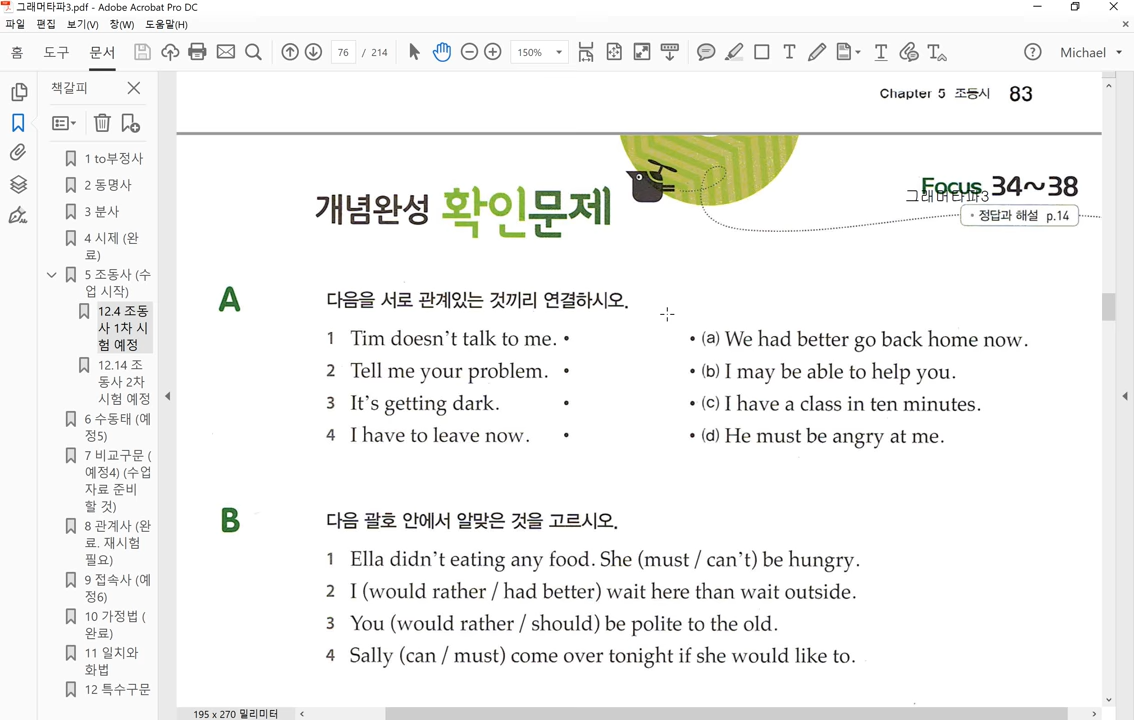 그래머타파3.pdf - Adobe Acrobat Pro DC
파일 편집 보기(V) 창(W) 도움말(H)
홈 도구 문서 76 / 214 150% Michael
책갈피
1 to부정사
2 동명사
3 분사
4 시제 (완
료)
5 조동사 (수
업 시작)
12.4 조동
사 1차 시
험 예정
12.14 조
동사 2차
시험 예정
6 수동태 (예
정5)
7 비교구문 (
예정4) (수업
자료 준비
할 것)
8 관계사 (완
료. 재시험
필요)
9 접속사 (예
정6)
10 가정법 (
완료)
11 일치와
화법
12 특수구문
Chapter 5 조동사 83
개념완성 확인문제
Focus 34~38
그래머타파3
정답과 해설 p.14
A 다음을 서로 관계있는 것끼리 연결하시오.
1 Tim doesn't talk to me. • • (a) We had better go back home now.
2 Tell me your problem. • • (b) I may be able to help you.
3 It's getting dark. • • (c) I have a class in ten minutes.
4 I have to leave now. • • (d) He must be angry at me.
B 다음 괄호 안에서 알맞은 것을 고르시오.
1 Ella didn't eating any food. She (must / can't) be hungry.
2 I (would rather / had better) wait here than wait outside.
3 You (would rather / should) be polite to the old.
4 Sally (can / must) come over tonight if she would like to.
195 x 270 밀리미터